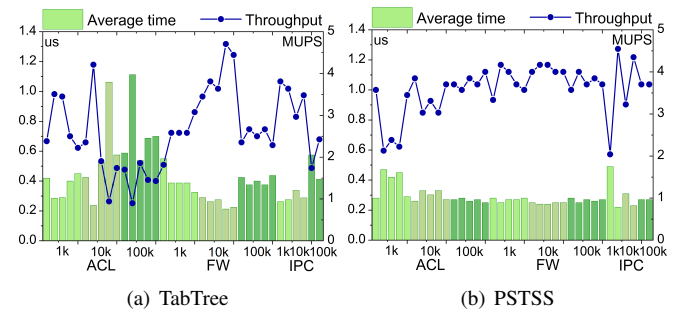 Average time Throughput Average time Throughput
1.4 us MUPS 5 1.4 us MUPS 5
1.2 1.2
4 4
1.0 1.0
0.8 3 0.8 3
0.6 0.6
2 2
0.4 0.4
0.2 1 0.2 1
0.0 0 0.0 0
1k 10k 100k 1k 10k 100k 1k10k100k 1k 10k 100k 1k 10k 100k 1k10k100k
ACL FW IPC ACL FW IPC
(a) TabTree (b) PSTSS